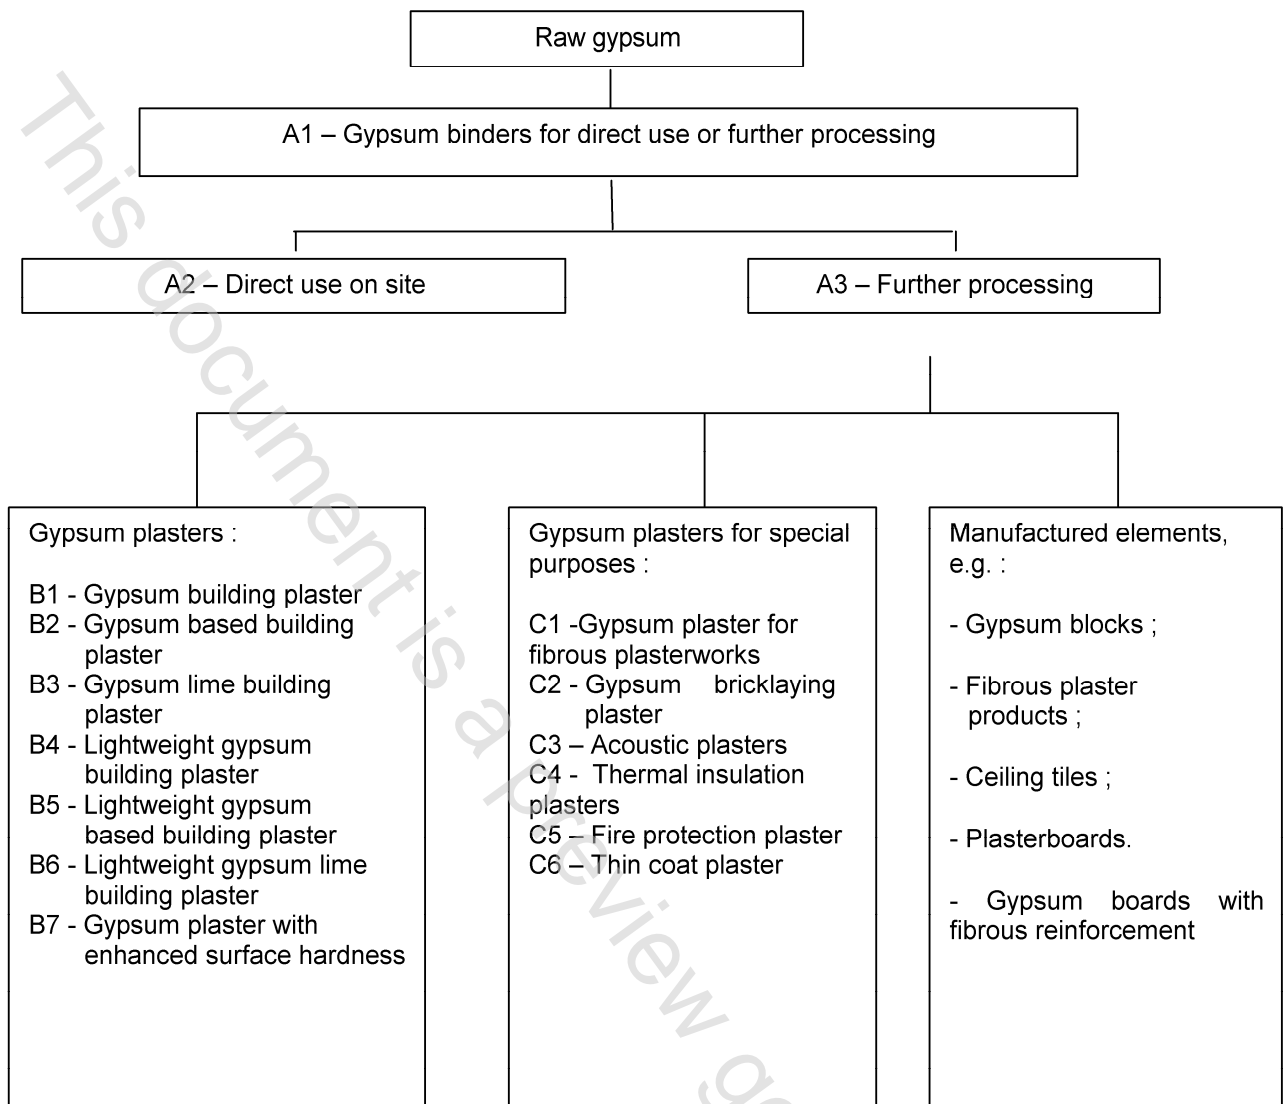 Raw gypsum
A1 – Gypsum binders for direct use or further processing
A2 – Direct use on site
A3 – Further processing
Gypsum plasters :
B1 - Gypsum building plaster
B2 - Gypsum based building
plaster
B3 - Gypsum lime building
plaster
B4 - Lightweight gypsum
building plaster
B5 - Lightweight gypsum
based building plaster
B6 - Lightweight gypsum lime
building plaster
B7 - Gypsum plaster with
enhanced surface hardness
Gypsum plasters for special
purposes :
C1 -Gypsum plaster for
fibrous plasterworks
C2 - Gypsum bricklaying
plaster
C3 – Acoustic plasters
C4 - Thermal insulation
plasters
C5 – Fire protection plaster
C6 – Thin coat plaster
Manufactured elements,
e.g. :
- Gypsum blocks ;
- Fibrous plaster
products ;
- Ceiling tiles ;
- Plasterboards.
- Gypsum boards with
fibrous reinforcement
This document is a preview